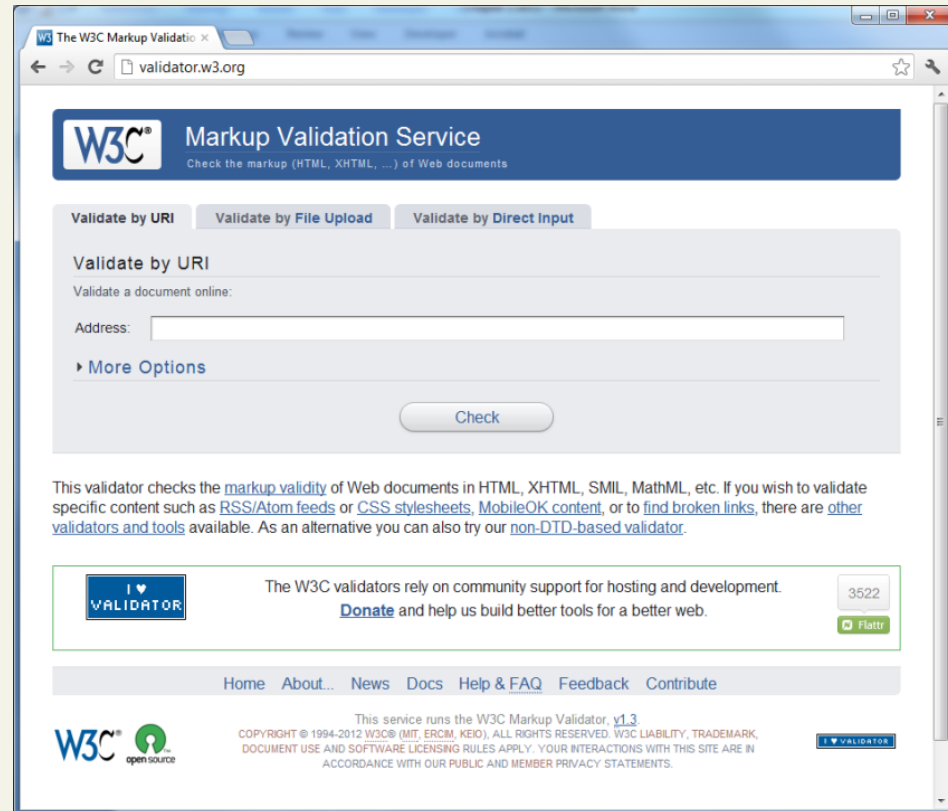 The W3C Markup Validatio
validator.w3.org
W3C® Markup Validation Service
Check the markup (HTML, XHTML, ...) of Web documents
Validate by URI Validate by File Upload Validate by Direct Input
Validate by URI
Validate a document online:
Address:
More Options
Check
This validator checks the markup validity of Web documents in HTML, XHTML, SMIL, MathML, etc. If you wish to validate
specific content such as RSS/Atom feeds or CSS stylesheets, MobileOK content, or to find broken links, there are other
validators and tools available. As an alternative you can also try our non-DTD-based validator.
I ♥
VALIDATOR
The W3C validators rely on community support for hosting and development.
Donate and help us build better tools for a better web.
3522
Flattr
Home About... News Docs Help & FAQ Feedback Contribute
W3C®
open source
This service runs the W3C Markup Validator, v1.3.
COPYRIGHT © 1994-2012 W3C® (MIT, ERCIM, KEIO), ALL RIGHTS RESERVED. W3C LIABILITY, TRADEMARK,
DOCUMENT USE AND SOFTWARE LICENSING RULES APPLY. YOUR INTERACTIONS WITH THIS SITE ARE IN
ACCORDANCE WITH OUR PUBLIC AND MEMBER PRIVACY STATEMENTS.
I ♥ VALIDATOR